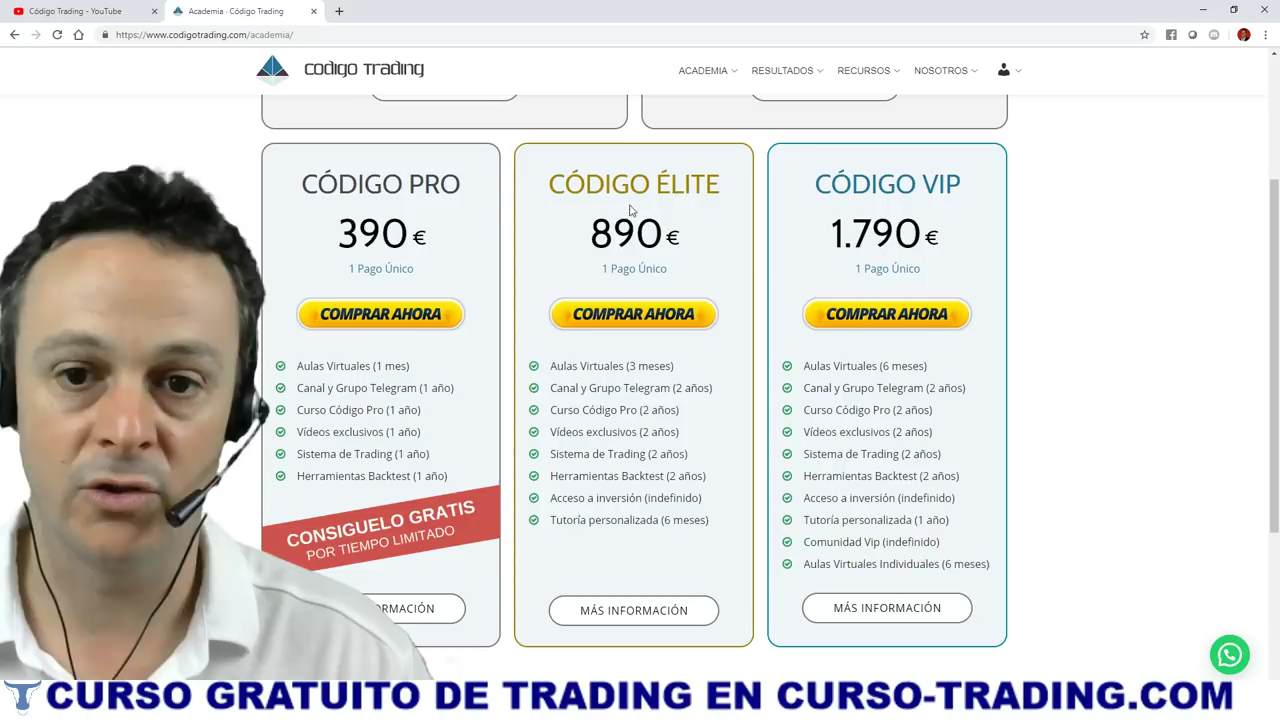 Código Trading - YouTube
Academia - Código Trading
https://www.codigotrading.com/academia/
CÓDIGO TRADING
ACADEMIA
RESULTADOS
RECURSOS
NOSOTROS
CÓDIGO PRO
390 €
1 Pago Único
COMPRAR AHORA
Aulas Virtuales (1 mes)
Canal y Grupo Telegram (1 año)
Curso Código Pro (1 año)
Vídeos exclusivos (1 año)
Sistema de Trading (1 año)
Herramientas Backtest (1 año)
CONSIGUELO GRATIS
POR TIEMPO LIMITADO
ORMACIÓN
CÓDIGO ÉLITE
890 €
1 Pago Único
COMPRAR AHORA
Aulas Virtuales (3 meses)
Canal y Grupo Telegram (2 años)
Curso Código Pro (2 años)
Vídeos exclusivos (2 años)
Sistema de Trading (2 años)
Herramientas Backtest (2 años)
Acceso a inversión (indefinido)
Tutoría personalizada (6 meses)
MÁS INFORMACIÓN
CÓDIGO VIP
1.790 €
1 Pago Único
COMPRAR AHORA
Aulas Virtuales (6 meses)
Canal y Grupo Telegram (2 años)
Curso Código Pro (2 años)
Vídeos exclusivos (2 años)
Sistema de Trading (2 años)
Herramientas Backtest (2 años)
Acceso a inversión (indefinido)
Tutoría personalizada (1 año)
Comunidad Vip (indefinido)
Aulas Virtuales Individuales (6 meses)
MÁS INFORMACIÓN
CURSO GRATUITO DE TRADING EN CURSO-TRADING.COM